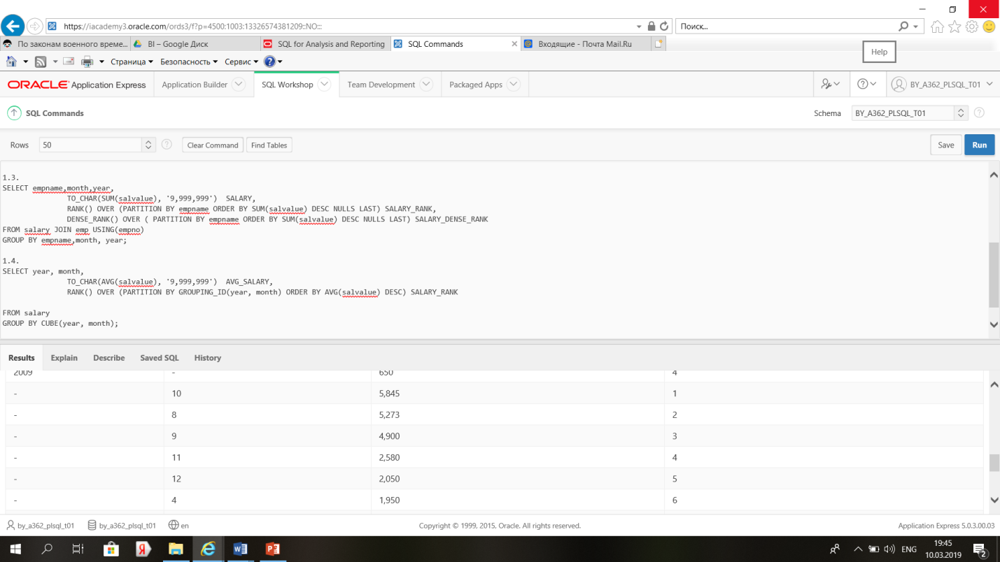 https://iacademy3.oracle.com/ords3/f?p=4500:1003:13326574381209::NO:::
Поиск...
По законам военного време...
BI – Google Диск
SQL for Analysis and Reporting
SQL Commands
Входящие - Почта Mail.Ru
Help
Страница
Безопасность
Сервис
ORACLE Application Express
Application Builder
SQL Workshop
Team Development
Packaged Apps
BY_A362_PLSQL_T01
SQL Commands
Schema
BY_A362_PLSQL_T01
Rows
50
Clear Command
Find Tables
Save
Run
1.3.
SELECT empname,month,year,
TO_CHAR(SUM(salvalue), '9,999,999')  SALARY,
RANK() OVER (PARTITION BY empname ORDER BY SUM(salvalue) DESC NULLS LAST) SALARY_RANK,
DENSE_RANK() OVER ( PARTITION BY empname ORDER BY SUM(salvalue) DESC NULLS LAST) SALARY_DENSE_RANK
FROM salary JOIN emp USING(empno)
GROUP BY empname,month, year;
1.4.
SELECT year, month,
TO_CHAR(AVG(salvalue), '9,999,999')  AVG_SALARY,
RANK() OVER (PARTITION BY GROUPING_ID(year, month) ORDER BY AVG(salvalue) DESC) SALARY_RANK
FROM salary
GROUP BY CUBE(year, month);
Results
Explain
Describe
Saved SQL
History
2009 - 650 4
- 10 5,845 1
- 8 5,273 2
- 9 4,900 3
- 11 2,580 4
- 12 2,050 5
- 4 1,950 6
by_a362_plsql_t01
by_a362_plsql_t01
en
Copyright © 1999, 2015, Oracle. All rights reserved.
Application Express 5.0.3.00.03
ENG
19:45
10.03.2019
2